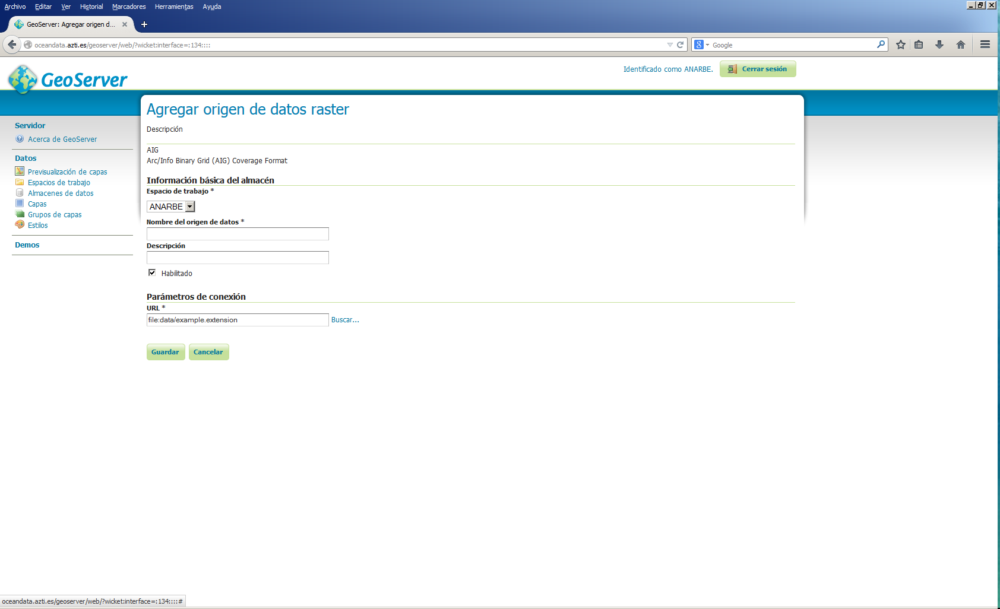 Archivo Editar Ver Historial Marcadores Herramientas Ayuda
GeoServer: Agregar origen d...
oceandata.azti.es/geoserver/web/?wicket:interface=:134::::
Google
GeoServer
Identificado como ANARBE.
Cerrar sesión
Servidor
Acerca de GeoServer
Datos
Previsualización de capas
Espacios de trabajo
Almacenes de datos
Capas
Grupos de capas
Estilos
Demos
Agregar origen de datos raster
Descripción
AIG
Arc/Info Binary Grid (AIG) Coverage Format
Información básica del almacén
Espacio de trabajo *
ANARBE
Nombre del origen de datos *
Descripción
Habilitado
Parámetros de conexión
URL *
file:data/example.extension Buscar...
Guardar Cancelar
oceandata.azti.es/geoserver/web/?wicket:interface=:134::::#